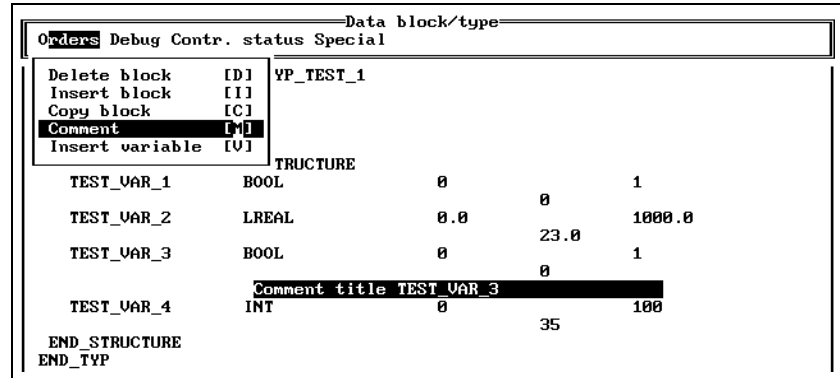 Data block/type
Orders Debug Contr. status Special
Delete block [D] YP_TEST_1
Insert block [I]
Copy block [C]
Comment [M]
Insert variable [V]
TRUCTURE
TEST_VAR_1 BOOL 0 1
0
TEST_VAR_2 LREAL 0.0 1000.0
23.0
TEST_VAR_3 BOOL 0 1
0
Comment title TEST_VAR_3
TEST_VAR_4 INT 0 100
35
END_STRUCTURE
END_TYP